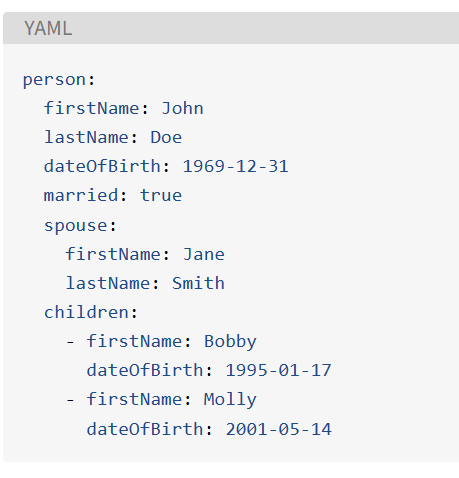 YAML
person:
  firstName: John
  lastName: Doe
  dateOfBirth: 1969-12-31
  married: true
  spouse:
    firstName: Jane
    lastName: Smith
  children:
    - firstName: Bobby
      dateOfBirth: 1995-01-17
    - firstName: Molly
      dateOfBirth: 2001-05-14